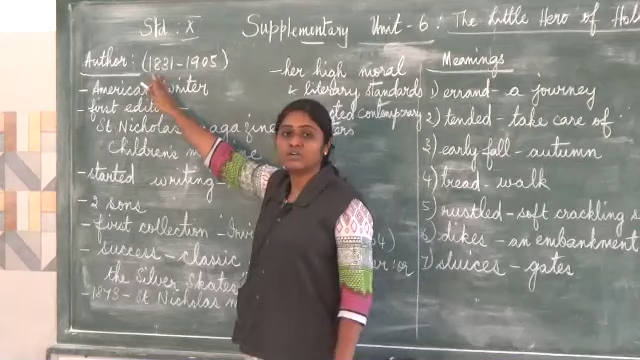 Std : X Supplementary Unit - 6 : The Little Hero of Hol
Author: (1831-1905)
- American writer
- first edit
St Nicholas magazine
Children's m
- started writing -
- 2 sons
- first collection -
success - classic
the Silver Skates
- 1873 - St Nicholas m
- her high moral
& literary standards
contemporary
Meanings
1) errand - a journey
2) tended - take care of
3) early fall - autumn
4) tread - walk
5) rustled - soft crackling s
6) dikes - an embankment
7) sluices - gates